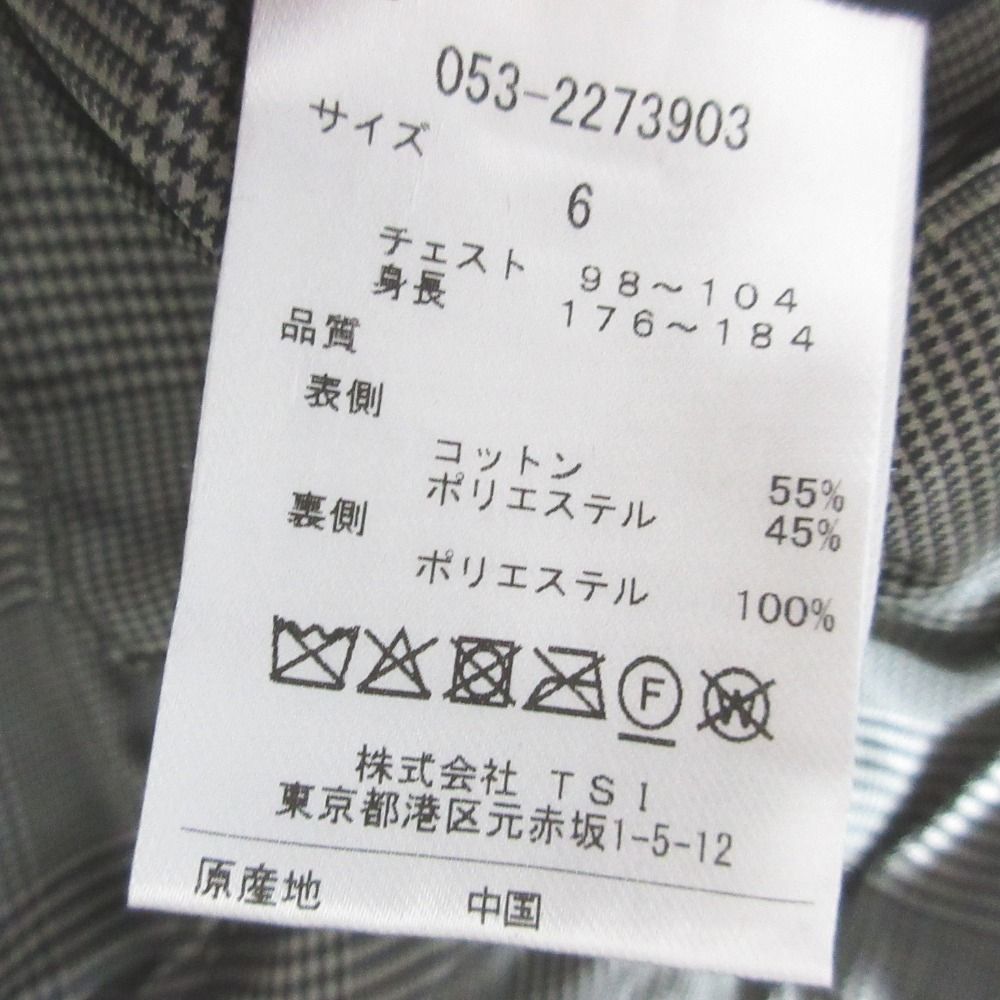 053-2273903
サイズ
6
チェスト 98～104
身長 176～184
品質
表側
コットン 55%
ポリエステル 45%
裏側
ポリエステル 100%
F W
株式会社 TSI
東京都港区元赤坂1-5-12
原産地 中国